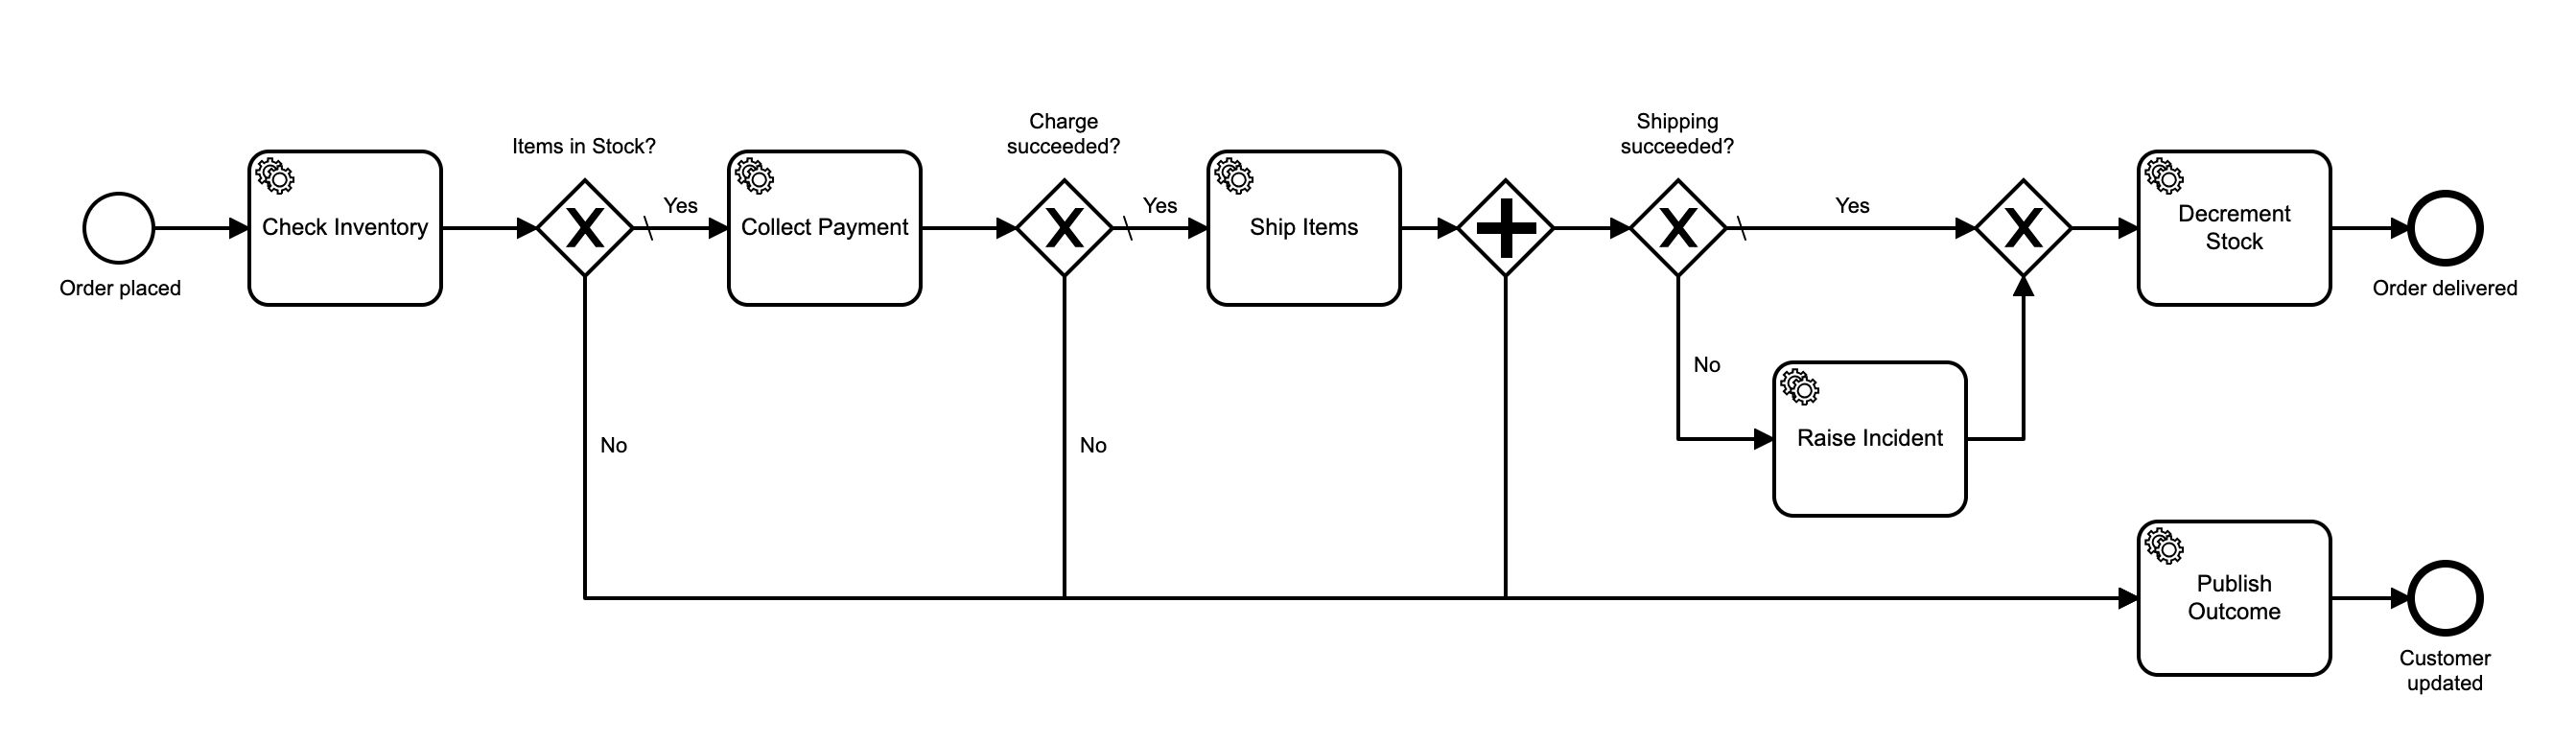 Order placed
Check Inventory
Items in Stock?
Yes
No
Collect Payment
Charge
succeeded?
Yes
No
Ship Items
Shipping
succeeded?
Yes
No
Raise Incident
Decrement
Stock
Order delivered
Publish
Outcome
Customer
updated